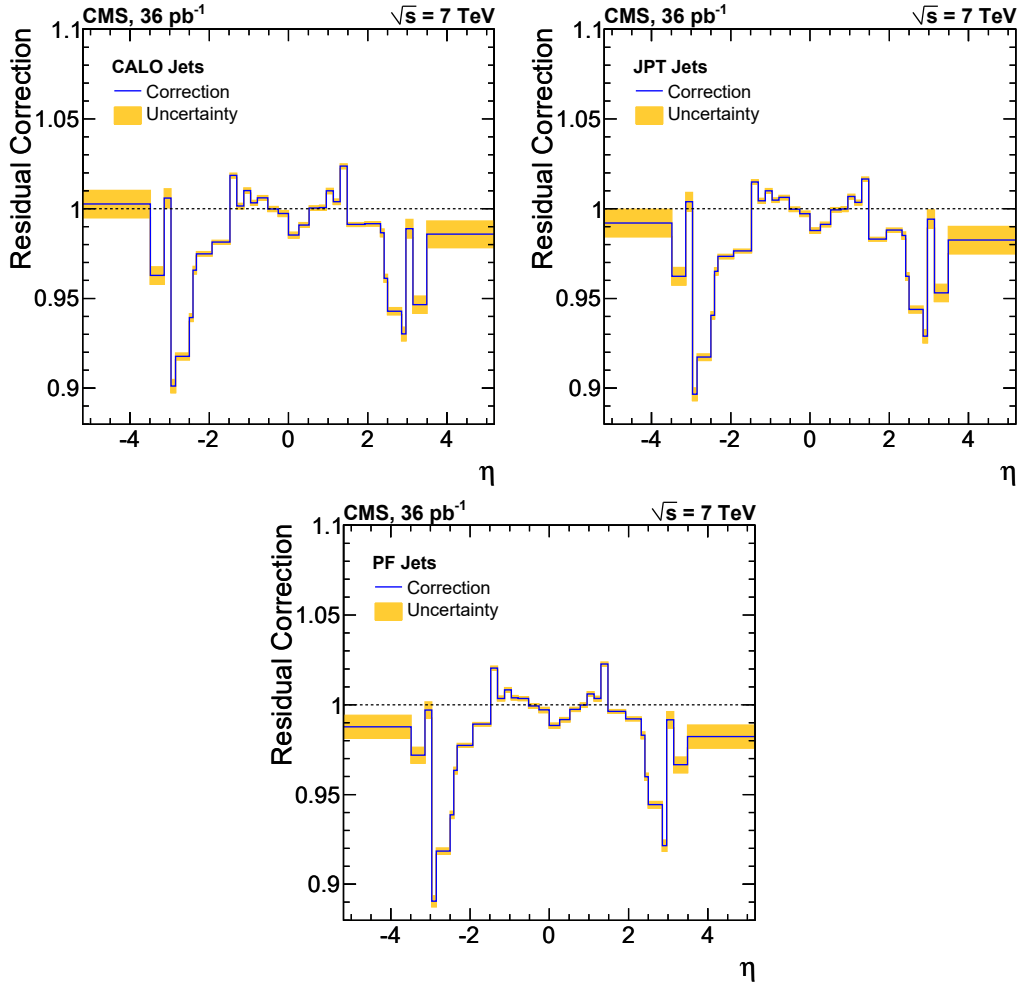 CMS, 36 pb⁻¹ √s = 7 TeV
1.1
CALO Jets
Correction
Uncertainty
1.05
1
0.95
0.9
Residual Correction
-4 -2 0 2 4
η
CMS, 36 pb⁻¹ √s = 7 TeV
1.1
JPT Jets
Correction
Uncertainty
1.05
1
0.95
0.9
Residual Correction
-4 -2 0 2 4
η
CMS, 36 pb⁻¹ √s = 7 TeV
1.1
PF Jets
Correction
Uncertainty
1.05
1
0.95
0.9
Residual Correction
-4 -2 0 2 4
η